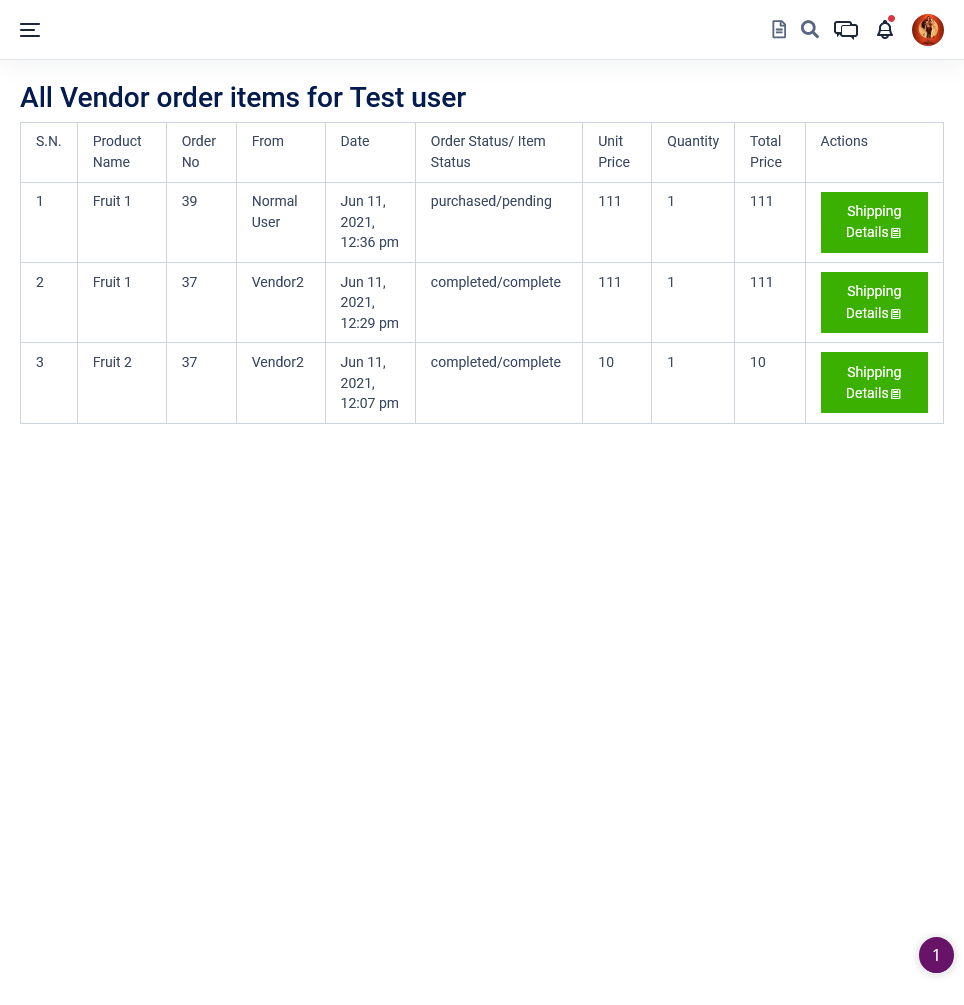 All Vendor order items for Test user
S.N. Product Name Order No From Date Order Status/ Item Status Unit Price Quantity Total Price Actions
1 Fruit 1 39 Normal User Jun 11, 2021, 12:36 pm purchased/pending 111 1 111 Shipping Details
2 Fruit 1 37 Vendor2 Jun 11, 2021, 12:29 pm completed/complete 111 1 111 Shipping Details
3 Fruit 2 37 Vendor2 Jun 11, 2021, 12:07 pm completed/complete 10 1 10 Shipping Details
1